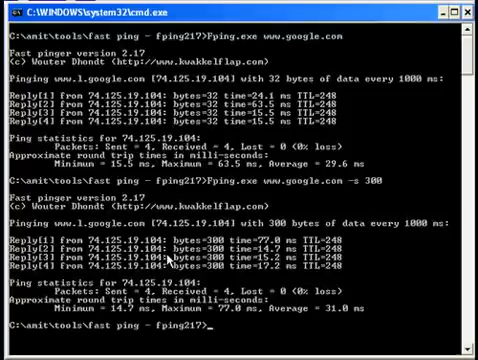 C:\WINDOWS\system32\cmd.exe
C:\amit\tools\fast ping - fping217>Fping.exe www.google.com
Fast pinger version 2.17
(c) Wouter Dhondt (http://www.kwakkelflap.com)
Pinging www.l.google.com [74.125.19.104] with 32 bytes of data every 1000 ms:
Reply[1] from 74.125.19.104: bytes=32 time=24.1 ms TTL=248
Reply[2] from 74.125.19.104: bytes=32 time=63.5 ms TTL=248
Reply[3] from 74.125.19.104: bytes=32 time=15.5 ms TTL=248
Reply[4] from 74.125.19.104: bytes=32 time=15.5 ms TTL=248
Ping statistics for 74.125.19.104:
Packets: Sent = 4, Received = 4, Lost = 0 (0% loss)
Approximate round trip times in milli-seconds:
Minimum = 15.5 ms, Maximum = 63.5 ms, Average = 29.6 ms
C:\amit\tools\fast ping - fping217>Fping.exe www.google.com -s 300
Fast pinger version 2.17
(c) Wouter Dhondt (http://www.kwakkelflap.com)
Pinging www.l.google.com [74.125.19.104] with 300 bytes of data every 1000 ms:
Reply[1] from 74.125.19.104: bytes=300 time=77.0 ms TTL=248
Reply[2] from 74.125.19.104: bytes=300 time=14.7 ms TTL=248
Reply[3] from 74.125.19.104: bytes=300 time=15.2 ms TTL=248
Reply[4] from 74.125.19.104: bytes=300 time=17.2 ms TTL=248
Ping statistics for 74.125.19.104:
Packets: Sent = 4, Received = 4, Lost = 0 (0% loss)
Approximate round trip times in milli-seconds:
Minimum = 14.7 ms, Maximum = 77.0 ms, Average = 31.0 ms
C:\amit\tools\fast ping - fping217>_